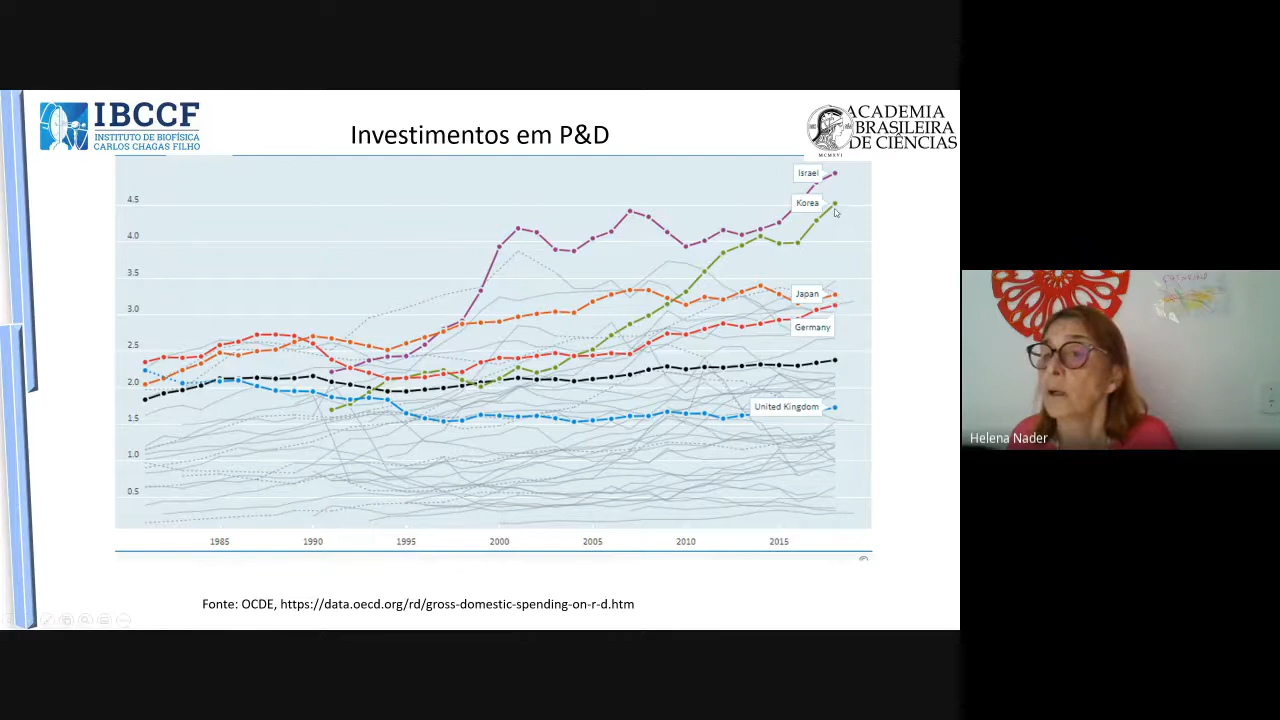 IBCCF
INSTITUTO DE BIOFÍSICA
CARLOS CHAGAS FILHO
Investimentos em P&D
ACADEMIA
BRASILEIRA
DE CIÊNCIAS
MCMXVI
Israel
Korea
Japan
Germany
United Kingdom
4.5
4.0
3.5
3.0
2.5
2.0
1.5
1.0
0.5
1985 1990 1995 2000 2005 2010 2015
Fonte: OCDE, https://data.oecd.org/rd/gross-domestic-spending-on-r-d.htm
Helena Nader